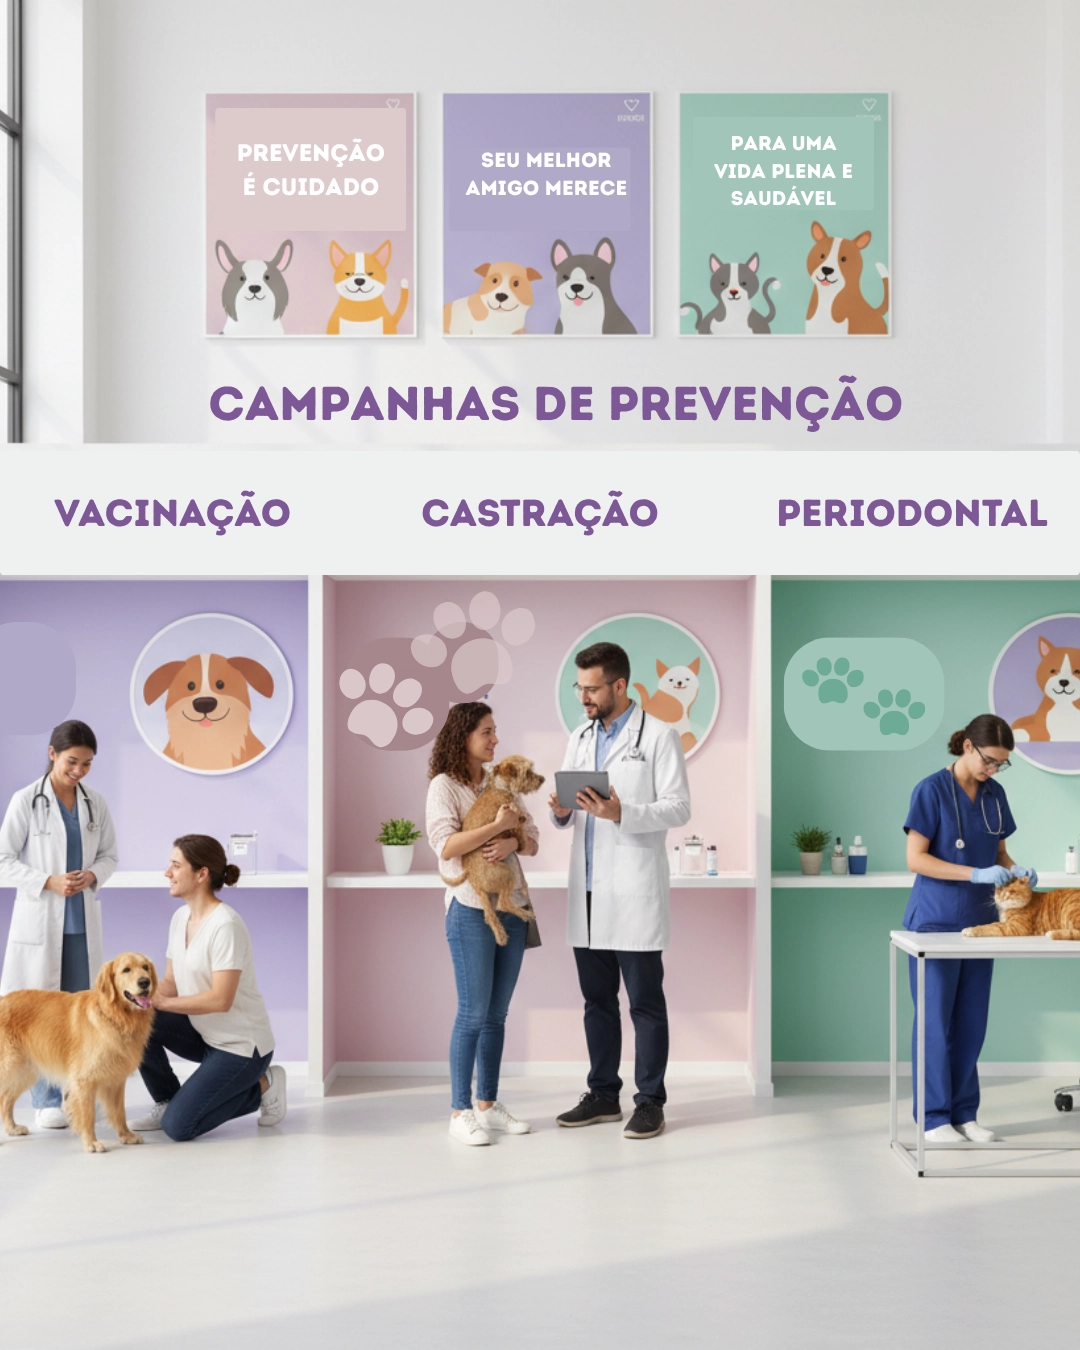 PREVENÇÃO
É CUIDADO
SEU MELHOR
AMIGO MERECE
PARA UMA
VIDA PLENA E
SAUDÁVEL
CAMPANHAS DE PREVENÇÃO
VACINAÇÃO
CASTRAÇÃO
PERIODONTAL